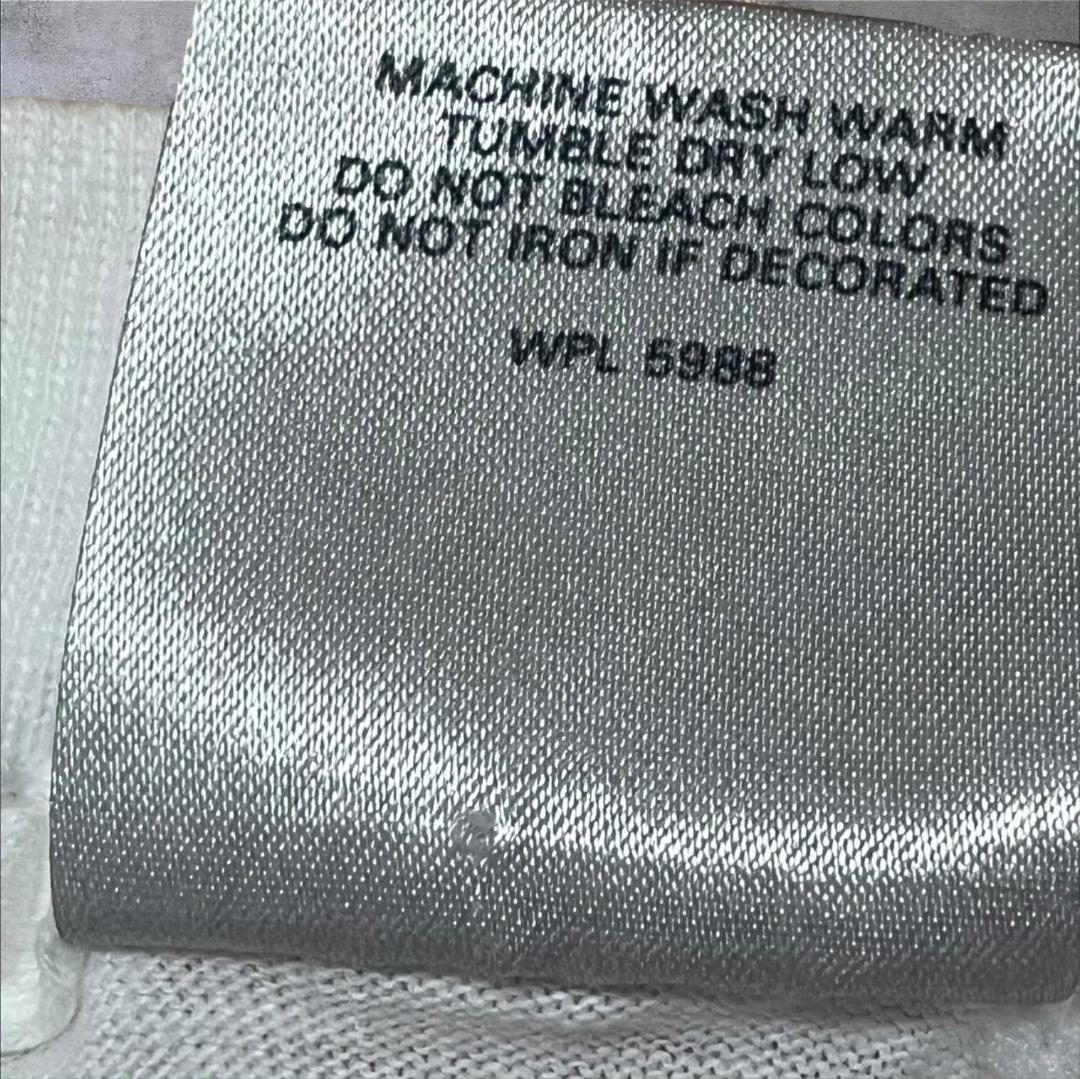 MACHINE WASH WARM
TUMBLE DRY LOW
DO NOT BLEACH COLORS
DO NOT IRON IF DECORATED
WPL 5988